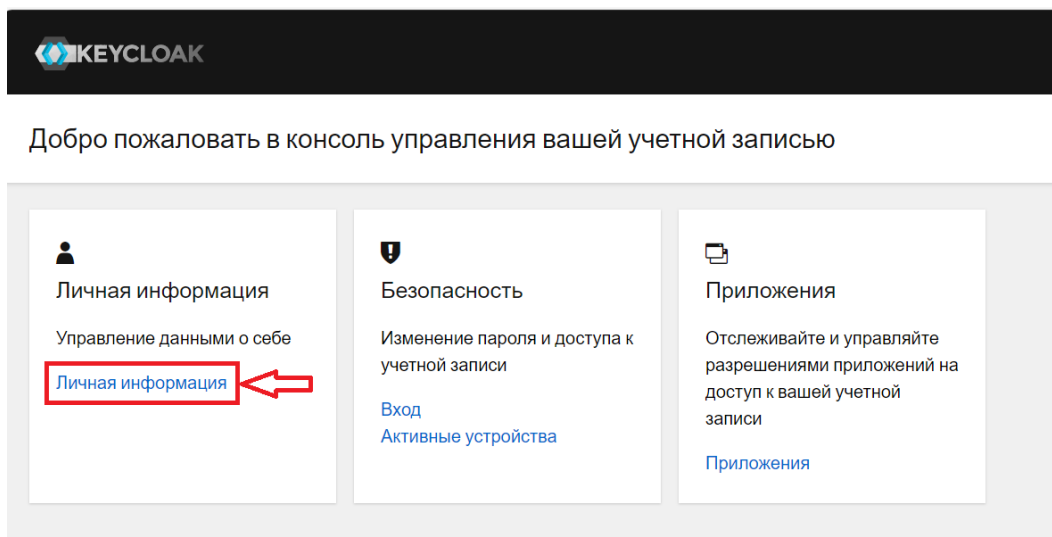 KEYCLOAK
Добро пожаловать в консоль управления вашей учетной записью
Личная информация
Управление данными о себе
Личная информация
Безопасность
Изменение пароля и доступа к
учетной записи
Вход
Активные устройства
Приложения
Отслеживайте и управляйте
разрешениями приложений на
доступ к вашей учетной
записи
Приложения